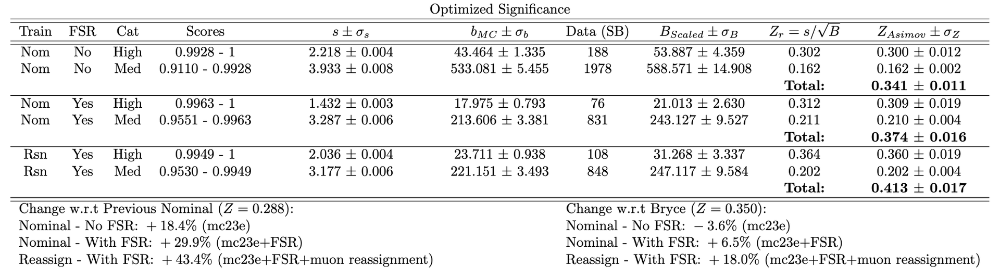 Optimized Significance
Train FSR Cat Scores s ± σ_s b_MC ± σ_b Data (SB) B_Scaled ± σ_B Z_r = s/√B Z_Asimov ± σ_Z
Nom No High 0.9928 - 1 2.218 ± 0.004 43.464 ± 1.335 188 53.887 ± 4.359 0.302 0.300 ± 0.012
Nom No Med 0.9110 - 0.9928 3.933 ± 0.008 533.081 ± 5.455 1978 588.571 ± 14.908 0.162 0.162 ± 0.002
Total: 0.341 ± 0.011
Nom Yes High 0.9963 - 1 1.432 ± 0.003 17.975 ± 0.793 76 21.013 ± 2.630 0.312 0.309 ± 0.019
Nom Yes Med 0.9551 - 0.9963 3.287 ± 0.006 213.606 ± 3.381 831 243.127 ± 9.527 0.211 0.210 ± 0.004
Total: 0.374 ± 0.016
Rsn Yes High 0.9949 - 1 2.036 ± 0.004 23.711 ± 0.938 108 31.268 ± 3.337 0.364 0.360 ± 0.019
Rsn Yes Med 0.9530 - 0.9949 3.177 ± 0.006 221.151 ± 3.493 848 247.117 ± 9.584 0.202 0.202 ± 0.004
Total: 0.413 ± 0.017
Change w.r.t Previous Nominal (Z = 0.288):
Nominal - No FSR: + 18.4% (mc23e)
Nominal - With FSR: + 29.9% (mc23e+FSR)
Reassign - With FSR: + 43.4% (mc23e+FSR+muon reassignment)
Change w.r.t Bryce (Z = 0.350):
Nominal - No FSR: − 3.6% (mc23e)
Nominal - With FSR: + 6.5% (mc23e+FSR)
Reassign - With FSR: + 18.0% (mc23e+FSR+muon reassignment)